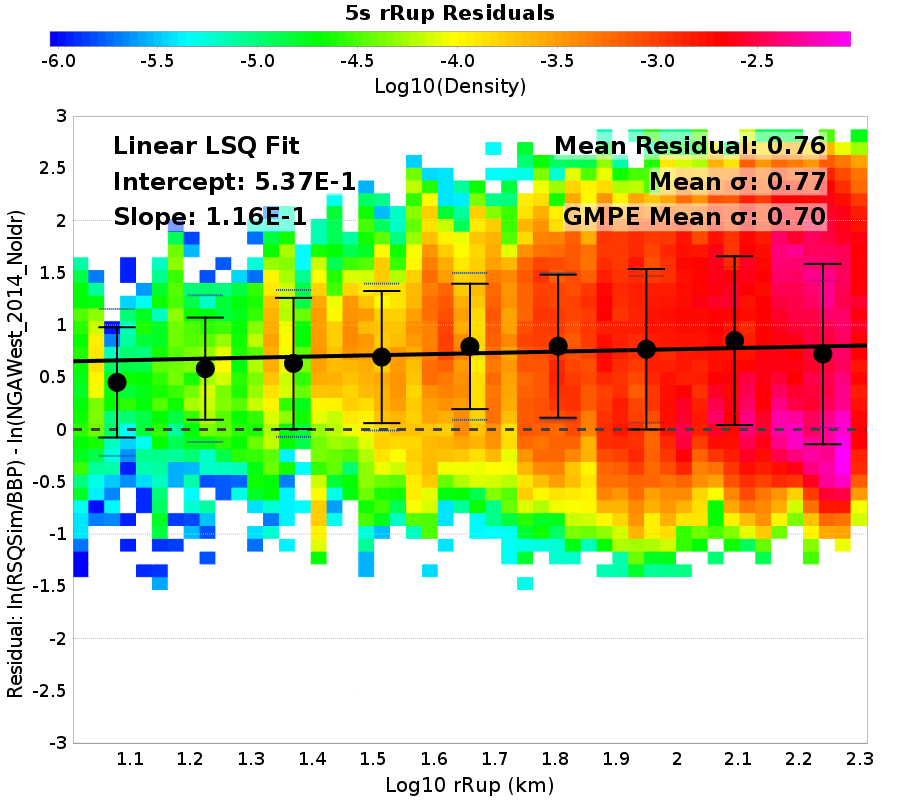 5s rRup Residuals
-6.0 -5.5 -5.0 -4.5 -4.0 -3.5 -3.0 -2.5
Log10(Density)
Linear LSQ Fit
Intercept: 5.37E-1
Slope: 1.16E-1
Mean Residual: 0.76
Mean σ: 0.77
GMPE Mean σ: 0.70
Residual: ln(RSQSim/BBP) - ln(NGAWest_2014_NoIdr)
3
2.5
2
1.5
1
0.5
0
-0.5
-1
-1.5
-2
-2.5
-3
1.1 1.2 1.3 1.4 1.5 1.6 1.7 1.8 1.9 2 2.1 2.2 2.3
Log10 rRup (km)